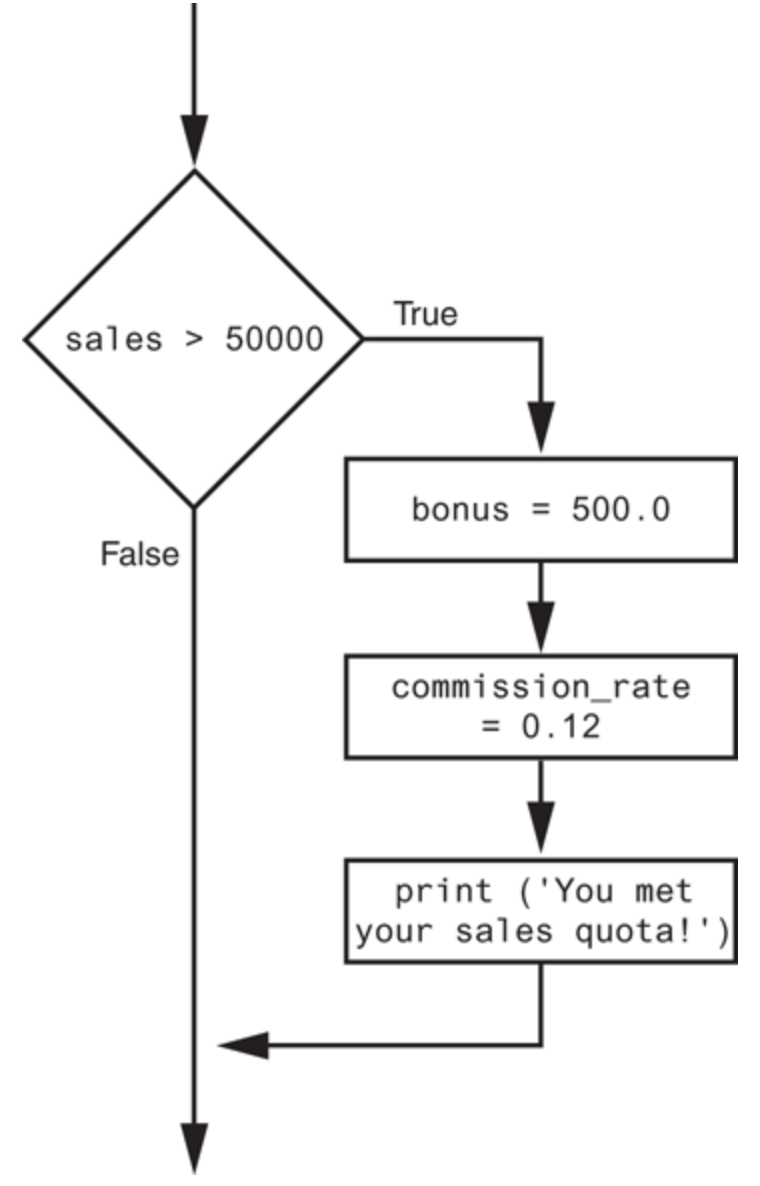 True
sales > 50000
bonus = 500.0
False
commission_rate
= 0.12
print ('You met
your sales quota!')